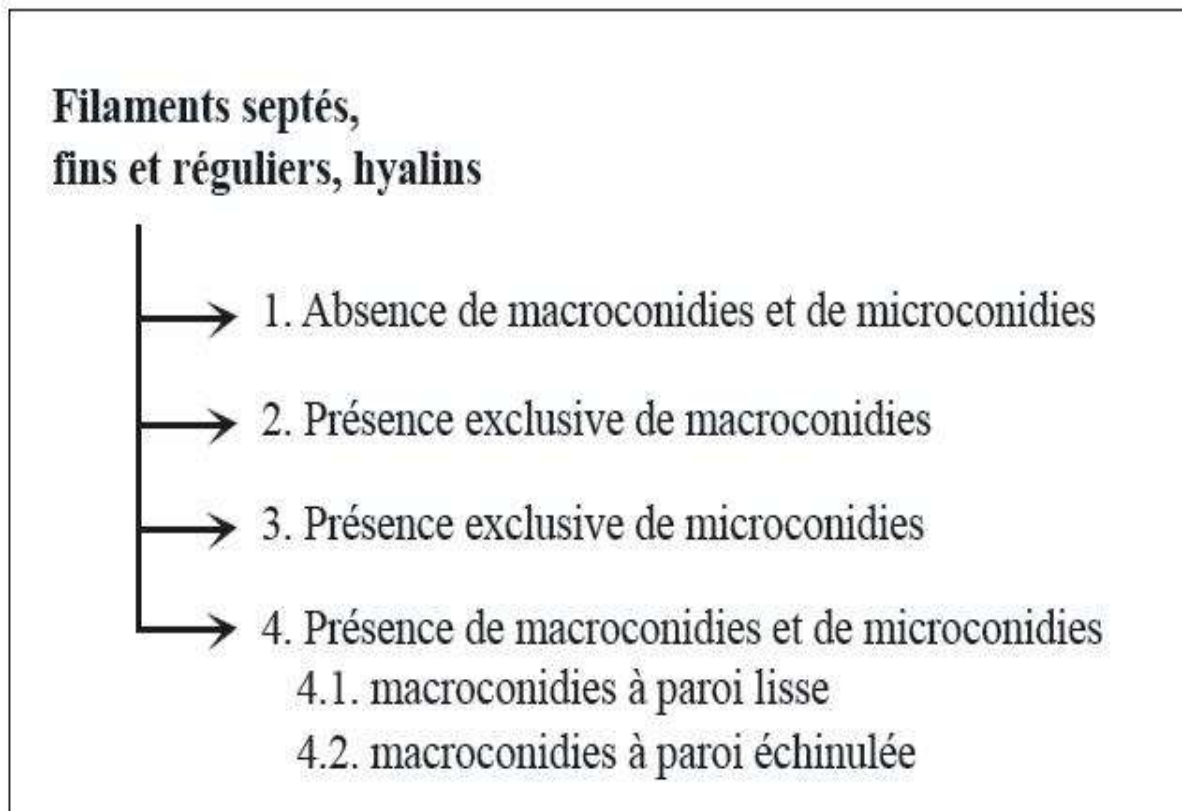 Filaments septés,
fins et réguliers, hyalins
1. Absence de macroconidies et de microconidies
2. Présence exclusive de macroconidies
3. Présence exclusive de microconidies
4. Présence de macroconidies et de microconidies
4.1. macroconidies à paroi lisse
4.2. macroconidies à paroi échinulée